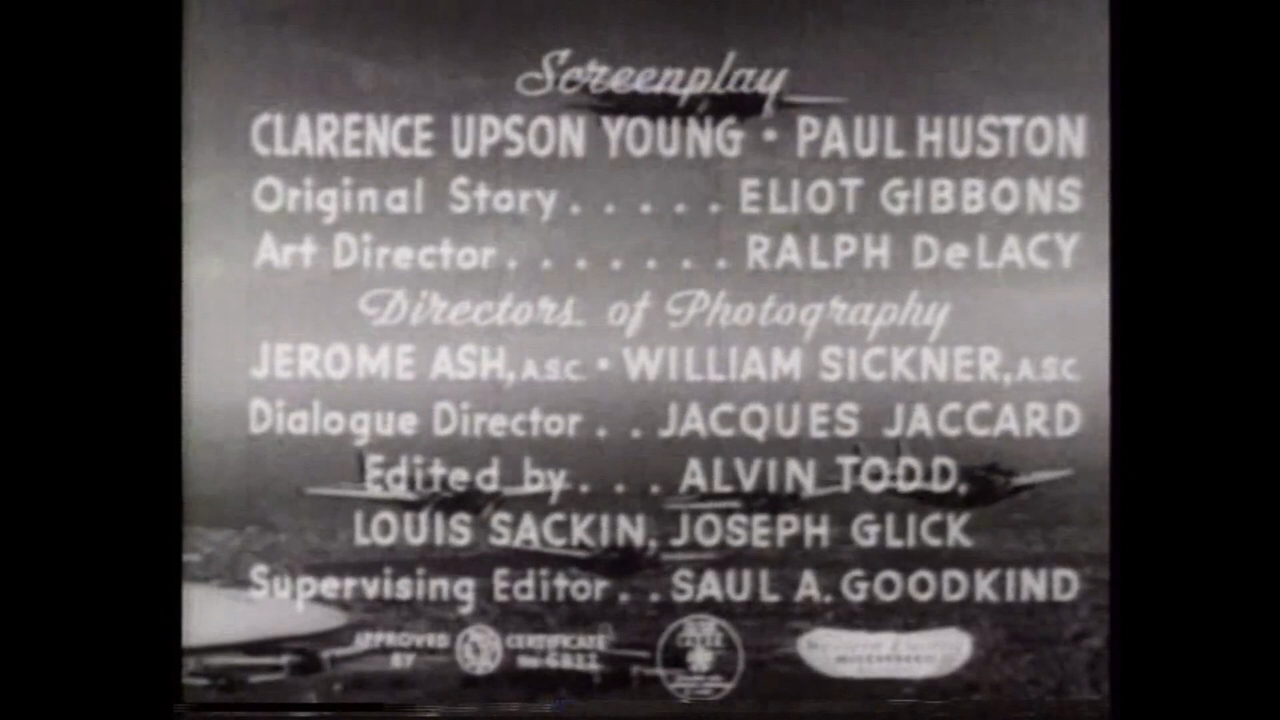 Screenplay
CLARENCE UPSON YOUNG • PAUL HUSTON
Original Story . . . . . ELIOT GIBBONS
Art Director . . . . . . . RALPH DeLACY
Directors of Photography
JEROME ASH, A.S.C. • WILLIAM SICKNER, A.S.C.
Dialogue Director . . JACQUES JACCARD
Edited by . . . ALVIN TODD,
LOUIS SACKIN, JOSEPH GLICK
Supervising Editor . . SAUL A. GOODKIND
APPROVED BY CERTIFICATE